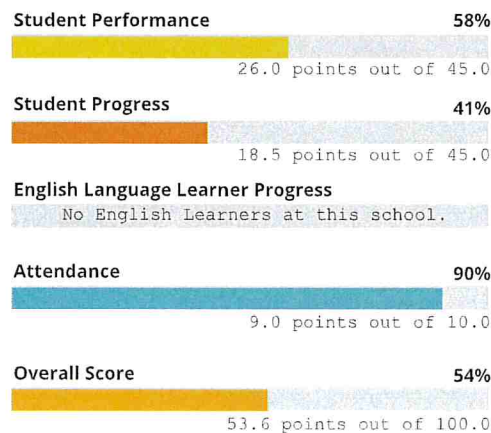 Student Performance 58%
26.0 points out of 45.0
Student Progress 41%
18.5 points out of 45.0
English Language Learner Progress
No English Learners at this school.
Attendance 90%
9.0 points out of 10.0
Overall Score 54%
53.6 points out of 100.0